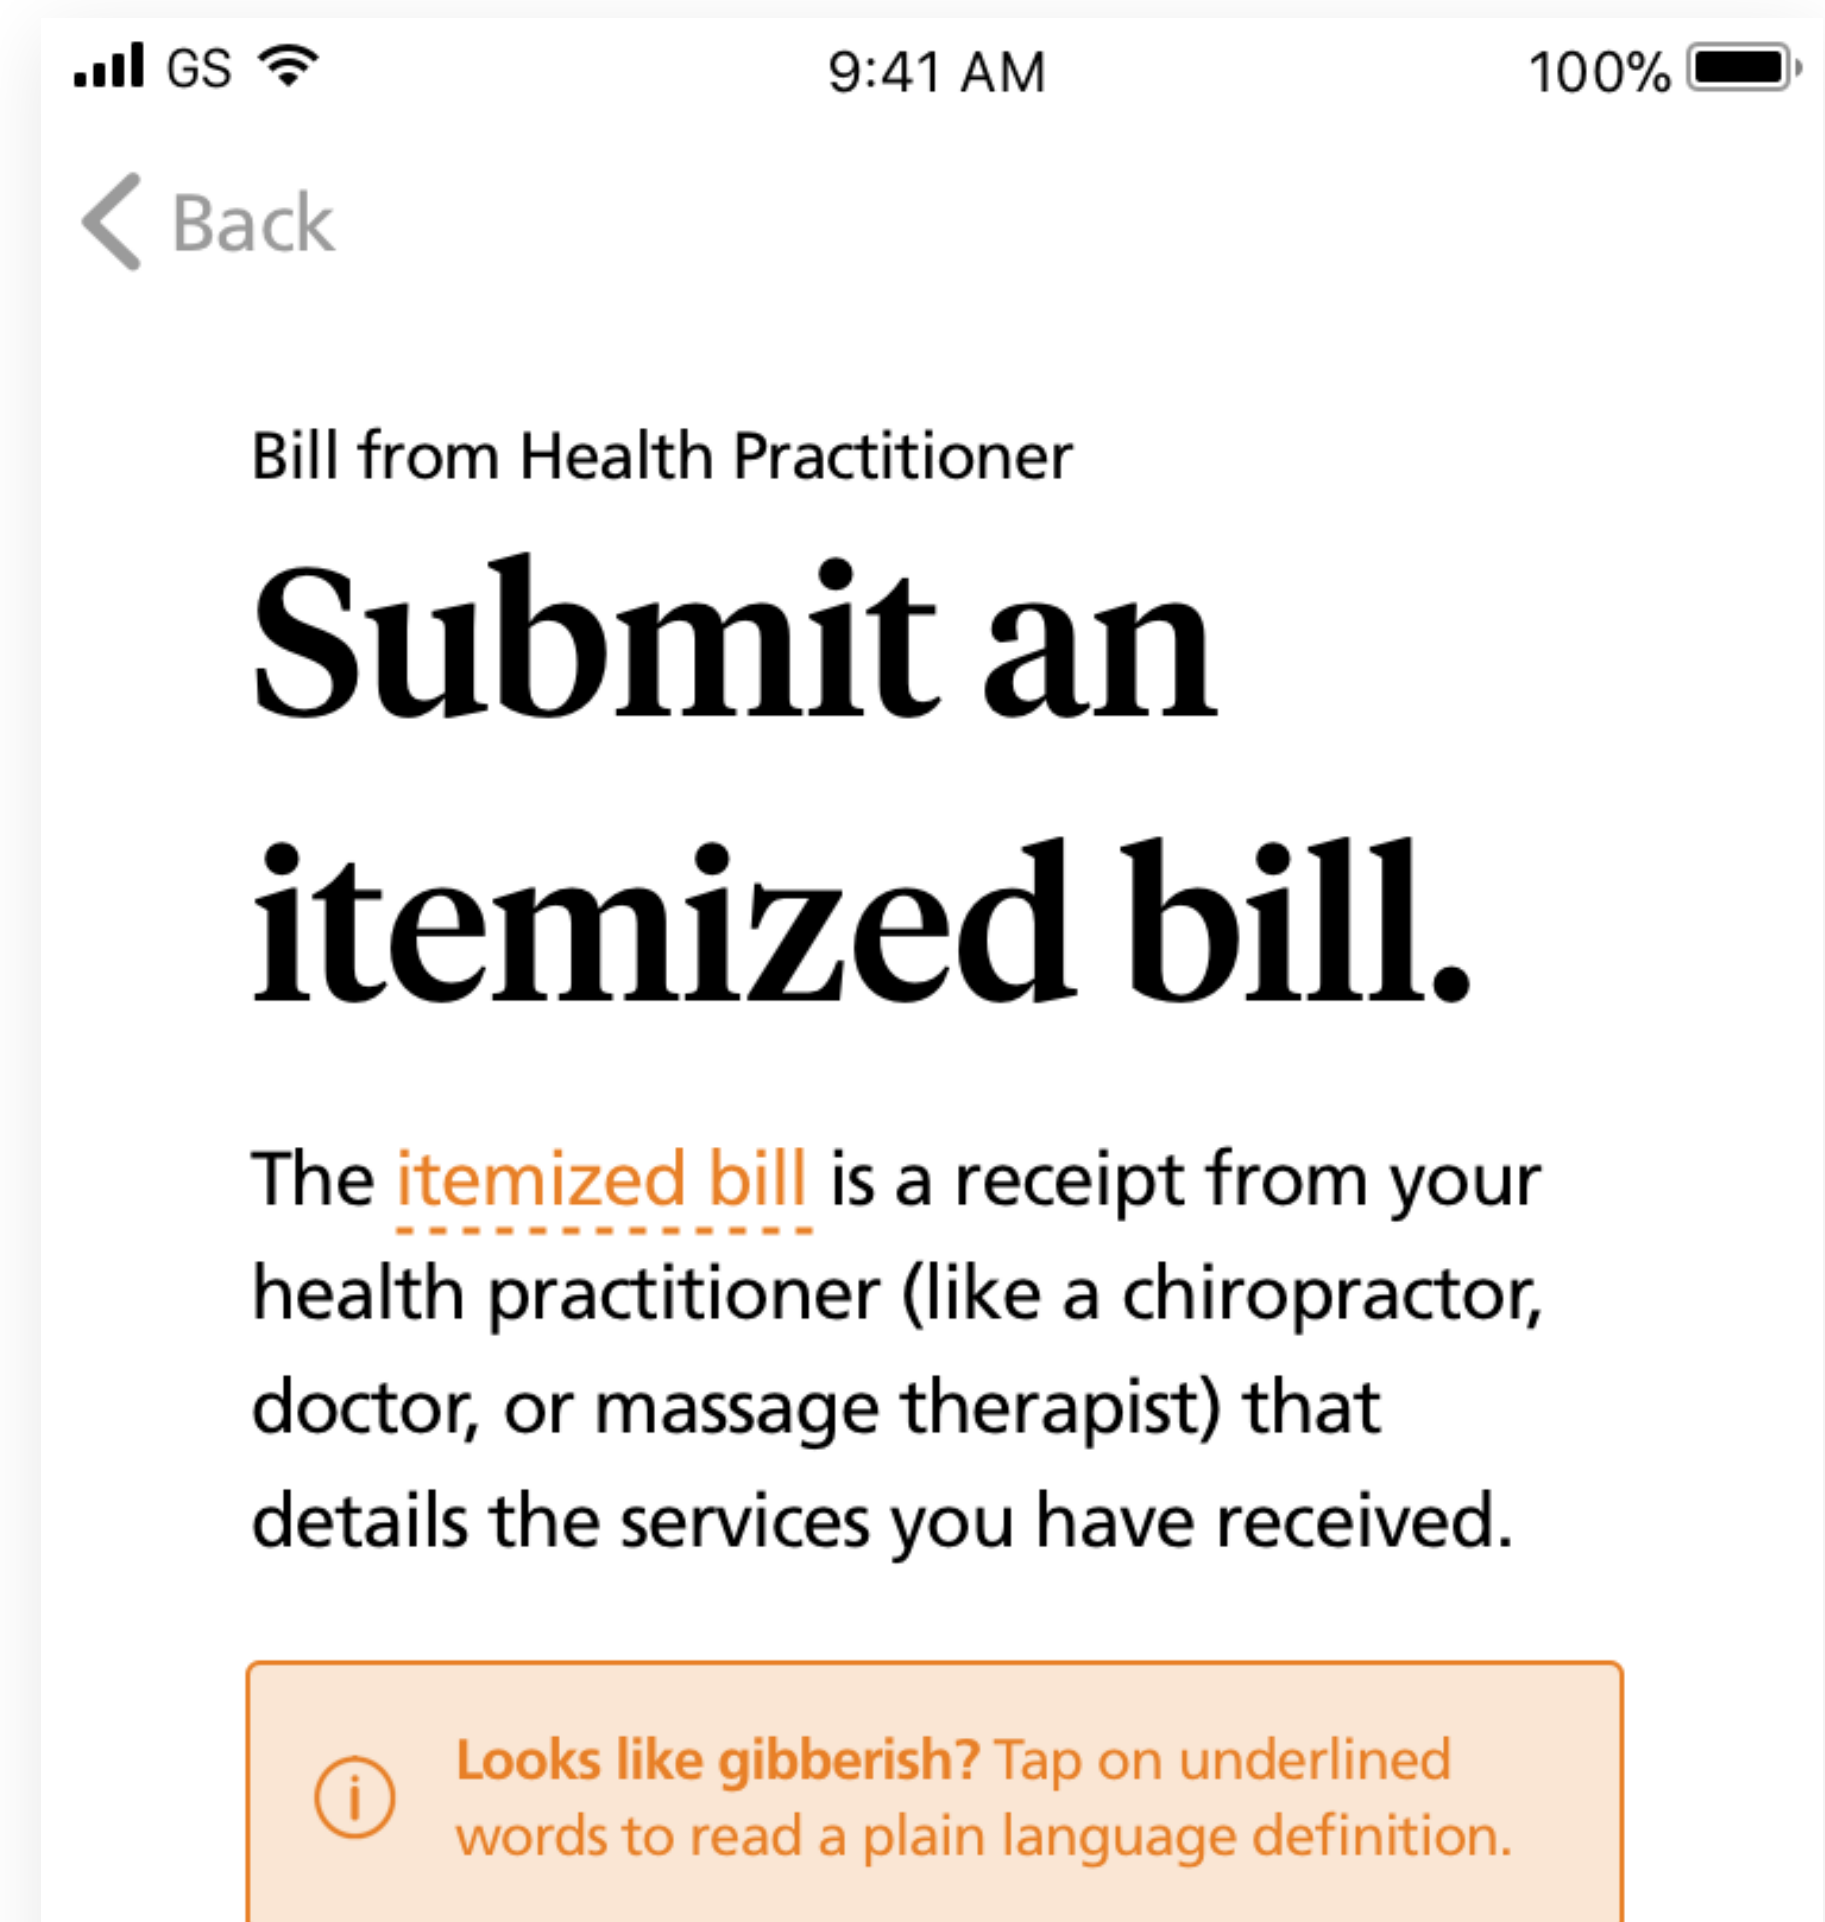 GS 9:41 AM 100%
Back
Bill from Health Practitioner
Submit an
itemized bill.
The itemized bill is a receipt from your
health practitioner (like a chiropractor,
doctor, or massage therapist) that
details the services you have received.
Looks like gibberish? Tap on underlined
words to read a plain language definition.